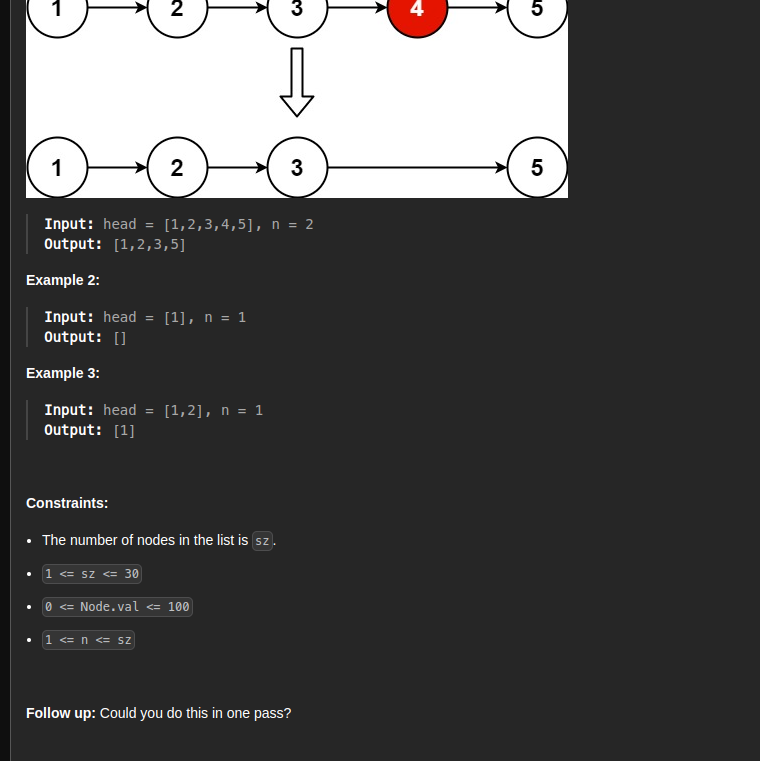 1 2 3 4 5
1 2 3 5
Input: head = [1,2,3,4,5], n = 2
Output: [1,2,3,5]
Example 2:
Input: head = [1], n = 1
Output: []
Example 3:
Input: head = [1,2], n = 1
Output: [1]
Constraints:
• The number of nodes in the list is sz.
• 1 <= sz <= 30
• 0 <= Node.val <= 100
• 1 <= n <= sz
Follow up: Could you do this in one pass?